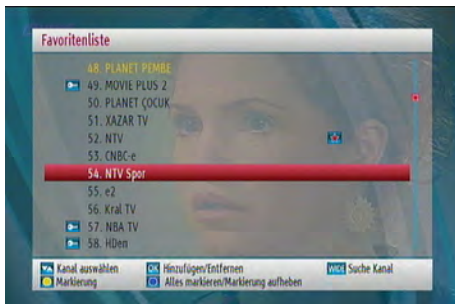 Favoritenliste
48. PLANET PEMBE
49. MOVIE PLUS 2
50. PLANET ÇOCUK
51. XAZAR TV
52. NTV
53. CNBC-e
54. NTV Spor
55. e2
56. Kral TV
57. NBA TV
58. HDen
Kanal auswählen OK Hinzufügen/Entfernen WIDE Suche Kanal
Markierung Alles markieren/Markierung aufheben